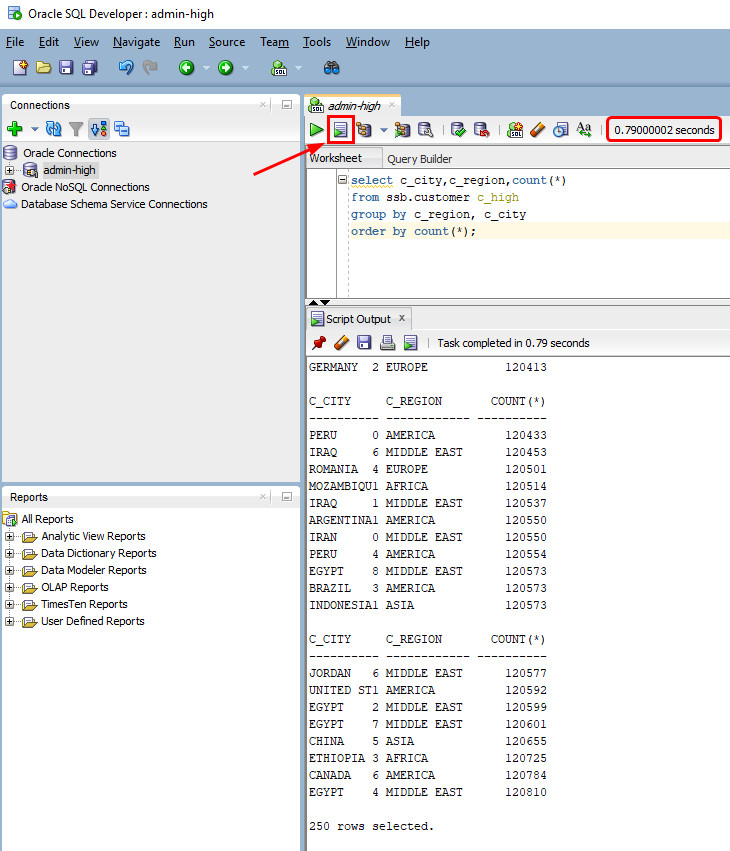 Oracle SQL Developer : admin-high
File Edit View Navigate Run Source Team Tools Window Help
Connections
Oracle Connections
admin-high
Oracle NoSQL Connections
Database Schema Service Connections
Reports
All Reports
Analytic View Reports
Data Dictionary Reports
Data Modeler Reports
OLAP Reports
TimesTen Reports
User Defined Reports
admin-high
0.79000002 seconds
Worksheet Query Builder
select c_city,c_region,count(*)
from ssb.customer c_high
group by c_region, c_city
order by count(*);
Script Output x
Task completed in 0.79 seconds
GERMANY  2 EUROPE             120413
C_CITY     C_REGION       COUNT(*)
---------- ------------ ----------
PERU     0 AMERICA            120433
IRAQ     6 MIDDLE EAST        120453
ROMANIA  4 EUROPE             120501
MOZAMBIQU1 AFRICA             120514
IRAQ     1 MIDDLE EAST        120537
ARGENTINA1 AMERICA            120550
IRAN     0 MIDDLE EAST        120550
PERU     4 AMERICA            120554
EGYPT    8 MIDDLE EAST        120573
BRAZIL   3 AMERICA            120573
INDONESIA1 ASIA               120573
C_CITY     C_REGION       COUNT(*)
---------- ------------ ----------
JORDAN   6 MIDDLE EAST        120577
UNITED ST1 AMERICA            120592
EGYPT    2 MIDDLE EAST        120599
EGYPT    7 MIDDLE EAST        120601
CHINA    5 ASIA               120655
ETHIOPIA 3 AFRICA             120725
CANADA   6 AMERICA            120784
EGYPT    4 MIDDLE EAST        120810
250 rows selected.